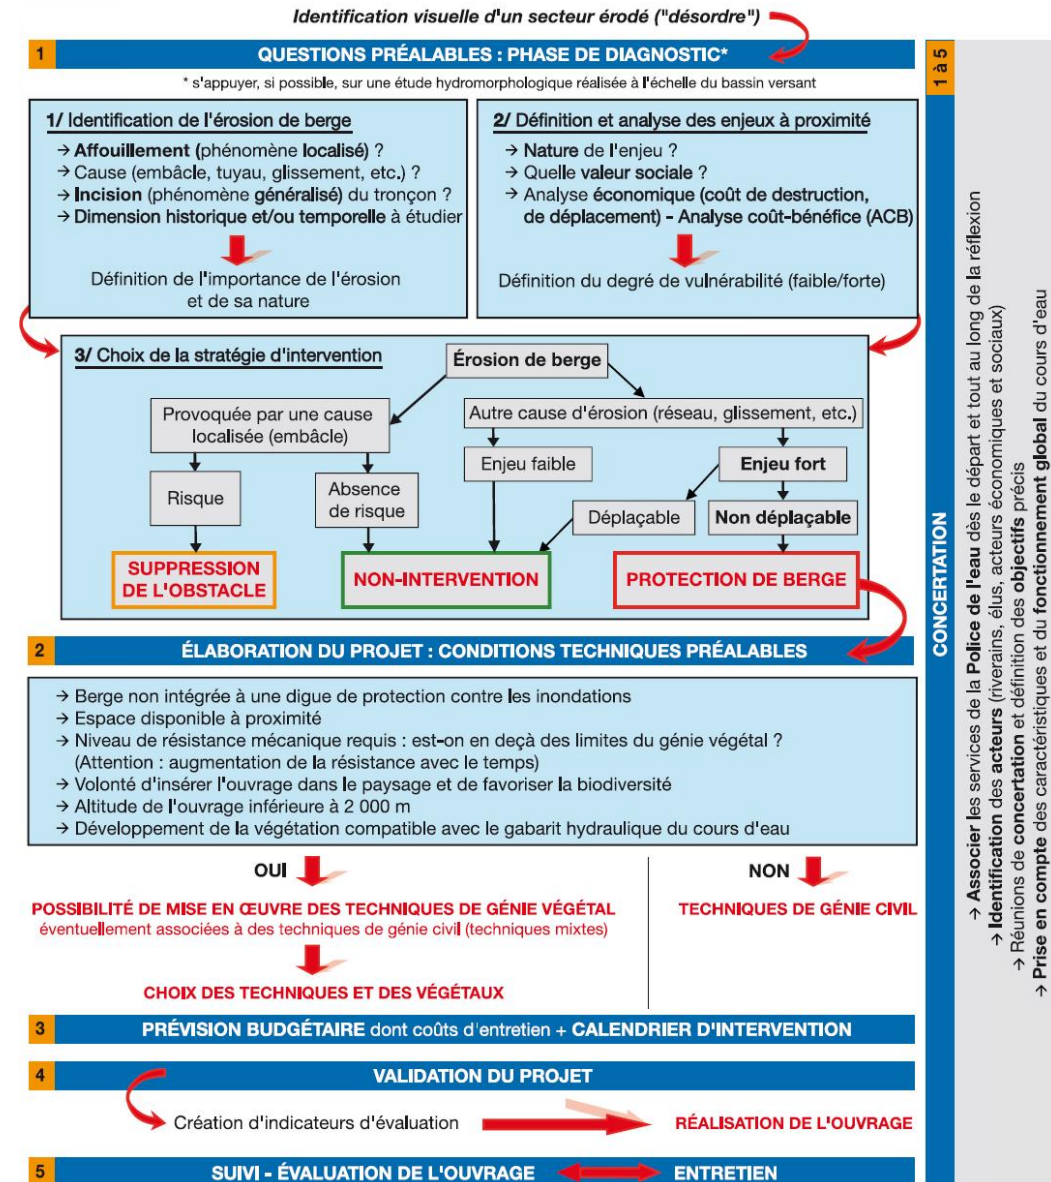 Identification visuelle d'un secteur érodé ("désordre")
1
QUESTIONS PRÉALABLES : PHASE DE DIAGNOSTIC*
* s'appuyer, si possible, sur une étude hydromorphologique réalisée à l'échelle du bassin versant
1/ Identification de l'érosion de berge
→ Affouillement (phénomène localisé) ?
→ Cause (embâcle, tuyau, glissement, etc.) ?
→ Incision (phénomène généralisé) du tronçon ?
→ Dimension historique et/ou temporelle à étudier
Définition de l'importance de l'érosion
et de sa nature
2/ Définition et analyse des enjeux à proximité
→ Nature de l'enjeu ?
→ Quelle valeur sociale ?
→ Analyse économique (coût de destruction,
de déplacement) - Analyse coût-bénéfice (ACB)
Définition du degré de vulnérabilité (faible/forte)
3/ Choix de la stratégie d'intervention
Érosion de berge
Provoquée par une cause
localisée (embâcle)
Autre cause d'érosion (réseau, glissement, etc.)
Risque
Absence
de risque
Enjeu faible
Enjeu fort
Déplaçable
Non déplaçable
SUPPRESSION
DE L'OBSTACLE
NON-INTERVENTION
PROTECTION DE BERGE
2
ÉLABORATION DU PROJET : CONDITIONS TECHNIQUES PRÉALABLES
→ Berge non intégrée à une digue de protection contre les inondations
→ Espace disponible à proximité
→ Niveau de résistance mécanique requis : est-on en deçà des limites du génie végétal ?
(Attention : augmentation de la résistance avec le temps)
→ Volonté d'insérer l'ouvrage dans le paysage et de favoriser la biodiversité
→ Altitude de l'ouvrage inférieure à 2 000 m
→ Développement de la végétation compatible avec le gabarit hydraulique du cours d'eau
OUI
POSSIBILITÉ DE MISE EN ŒUVRE DES TECHNIQUES DE GÉNIE VÉGÉTAL
éventuellement associées à des techniques de génie civil (techniques mixtes)
CHOIX DES TECHNIQUES ET DES VÉGÉTAUX
NON
TECHNIQUES DE GÉNIE CIVIL
3
PRÉVISION BUDGÉTAIRE dont coûts d'entretien + CALENDRIER D'INTERVENTION
4
VALIDATION DU PROJET
Création d'indicateurs d'évaluation
RÉALISATION DE L'OUVRAGE
5
SUIVI - ÉVALUATION DE L'OUVRAGE
ENTRETIEN
1 à 5
CONCERTATION
→ Associer les services de la Police de l'eau dès le départ et tout au long de la réflexion
→ Identification des acteurs (riverains, élus, acteurs économiques et sociaux)
→ Réunions de concertation et définition des objectifs précis
→ Prise en compte des caractéristiques et du fonctionnement global du cours d'eau